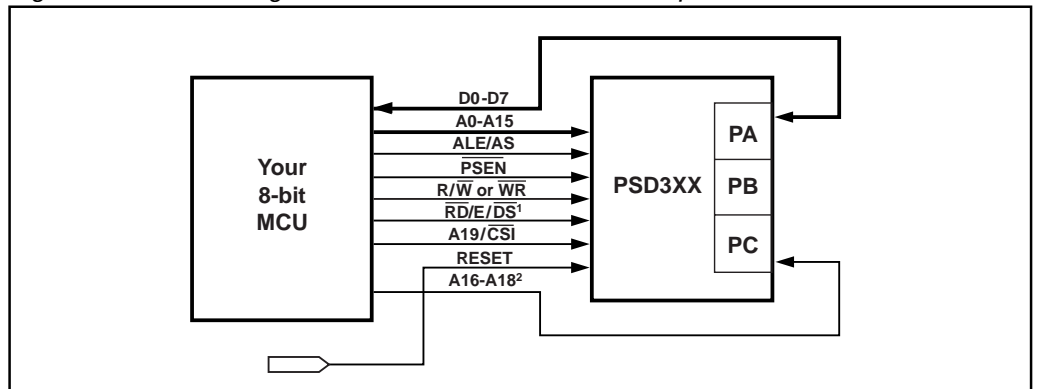 D0-D7
A0-A15
ALE/AS
PSEN
R/W or WR
RD/E/DS¹
A19/CSI
RESET
A16-A18²
Your
8-bit
MCU
PSD3XX
PA
PB
PC